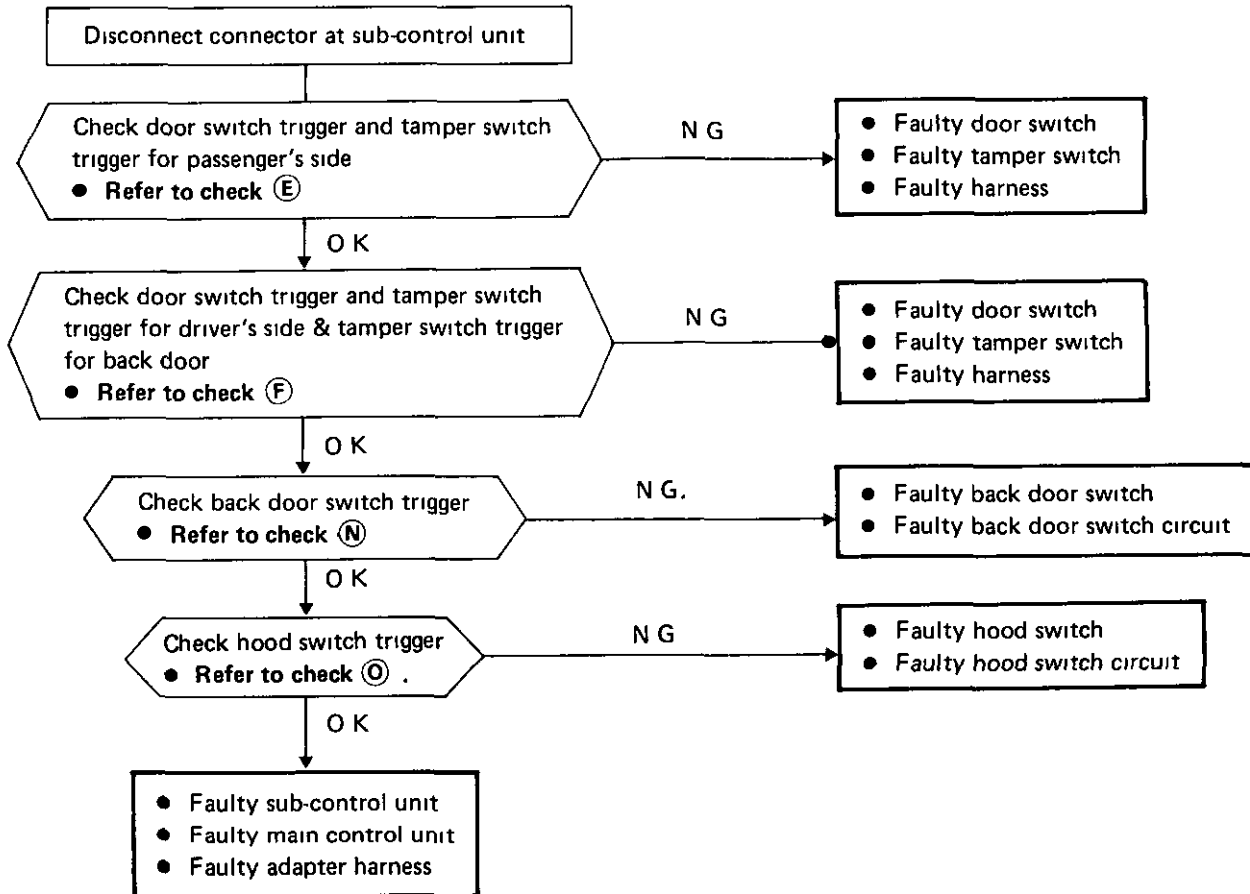 Disconnect connector at sub-control unit
Check door switch trigger and tamper switch
trigger for passenger's side
● Refer to check Ⓔ
N G
● Faulty door switch
● Faulty tamper switch
● Faulty harness
O K
Check door switch trigger and tamper switch
trigger for driver's side & tamper switch trigger
for back door
● Refer to check Ⓕ
N G
● Faulty door switch
● Faulty tamper switch
● Faulty harness
O K
Check back door switch trigger
● Refer to check Ⓝ
N G.
● Faulty back door switch
● Faulty back door switch circuit
O K
Check hood switch trigger
● Refer to check Ⓞ .
N G
● Faulty hood switch
● Faulty hood switch circuit
O K
● Faulty sub-control unit
● Faulty main control unit
● Faulty adapter harness